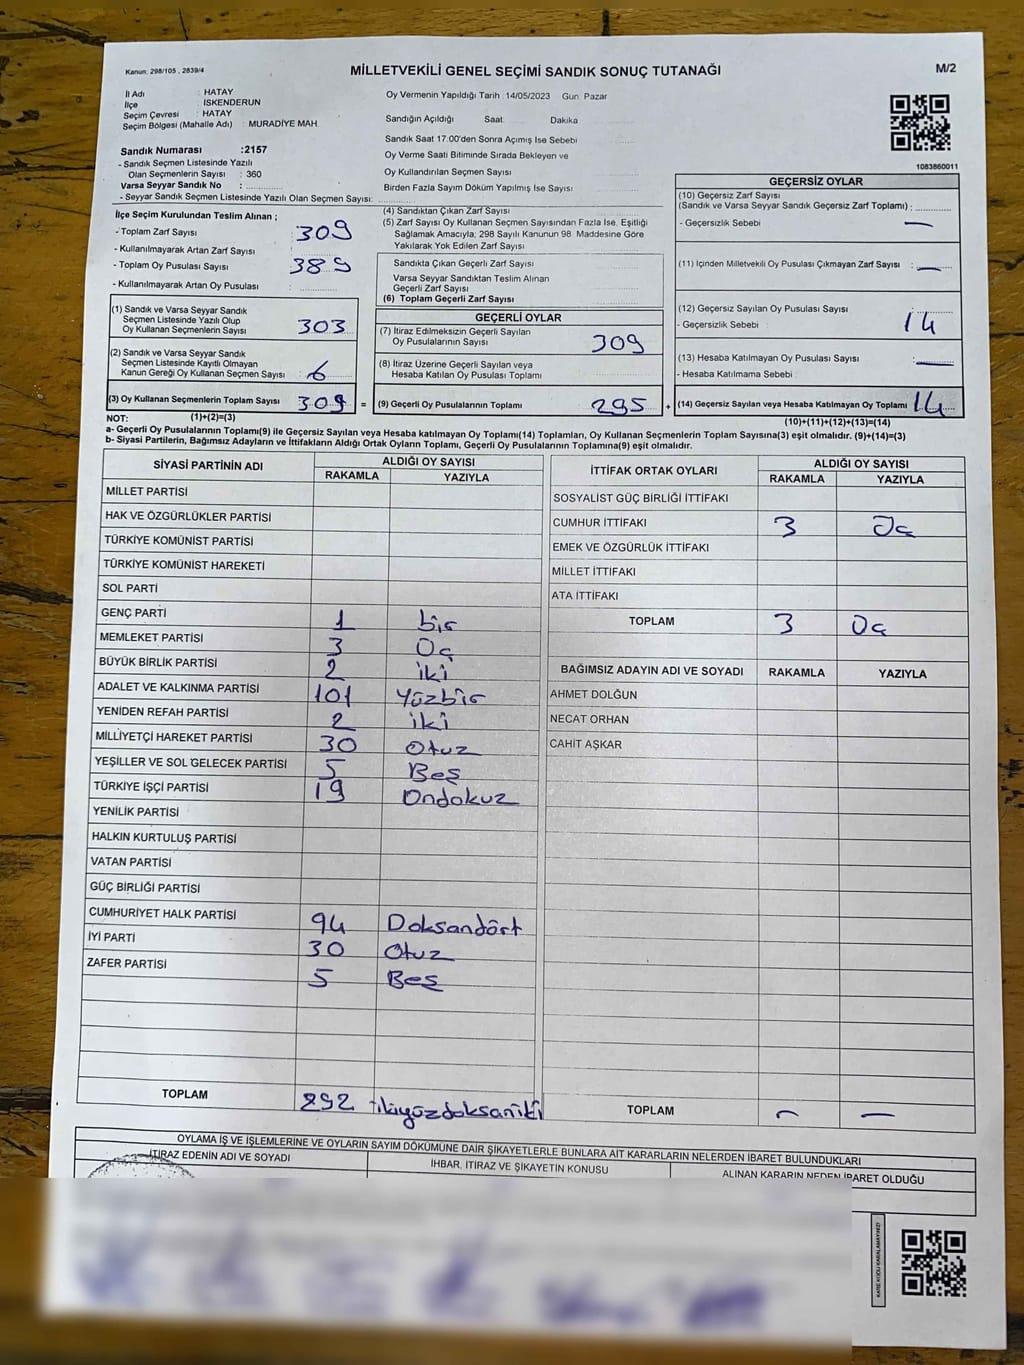 Kanun: 298/105 , 2839/4
MİLLETVEKİLİ GENEL SEÇİMİ SANDIK SONUÇ TUTANAĞI
M/2
İl Adı : HATAY
İlçe : İSKENDERUN
Seçim Çevresi : HATAY
Seçim Bölgesi (Mahalle Adı) : MURADİYE MAH.
Sandık Numarası :2157
- Sandık Seçmen Listesinde Yazılı
Olan Seçmenlerin Sayısı : 360
Varsa Seyyar Sandık No :
- Seyyar Sandık Seçmen Listesinde Yazılı Olan Seçmen Sayısı:
Oy Vermenin Yapıldığı Tarih : 14/05/2023 Gün: Pazar
Sandığın Açıldığı Saat: Dakika
Sandık Saat 17:00'den Sonra Açımış İse Sebebi
Oy Verme Saati Bitiminde Sırada Bekleyen ve
Oy Kullandırılan Seçmen Sayısı
Birden Fazla Sayım Döküm Yapılmış İse Sayısı
1083860011
İlçe Seçim Kurulundan Teslim Alınan ;
- Toplam Zarf Sayısı : 309
- Kullanılmayarak Artan Zarf Sayısı :
- Toplam Oy Pusulası Sayısı : 389
- Kullanılmayarak Artan Oy Pusulası :
(1) Sandık ve Varsa Seyyar Sandık
Seçmen Listesinde Yazılı Olup
Oy Kullanan Seçmenlerin Sayısı : 303
(2) Sandık ve Varsa Seyyar Sandık
Seçmen Listesinde Kayıtlı Olmayan
Kanun Gereği Oy Kullanan Seçmen Sayısı : 6
(3) Oy Kullanan Seçmenlerin Toplam Sayısı : 309 =
(4) Sandıktan Çıkan Zarf Sayısı
(5) Zarf Sayısı Oy Kullanan Seçmen Sayısından Fazla İse, Eşitliği
Sağlamak Amacıyla; 298 Sayılı Kanunun 98. Maddesine Göre
Yakılarak Yok Edilen Zarf Sayısı
Sandıkta Çıkan Geçerli Zarf Sayısı
Varsa Seyyar Sandıktan Teslim Alınan
Geçerli Zarf Sayısı
(6) Toplam Geçerli Zarf Sayısı
GEÇERLİ OYLAR
(7) İtiraz Edilmeksizin Geçerli Sayılan
Oy Pusulalarının Sayısı : 309
(8) İtiraz Üzerine Geçerli Sayılan veya
Hesaba Katılan Oy Pusulası Toplamı
(9) Geçerli Oy Pusulalarının Toplamı : 295 +
GEÇERSİZ OYLAR
(10) Geçersiz Zarf Sayısı
(Sandık ve Varsa Seyyar Sandık Geçersiz Zarf Toplamı) :
- Geçersizlik Sebebi : —
(11) İçinden Milletvekili Oy Pusulası Çıkmayan Zarf Sayısı : —
(12) Geçersiz Sayılan Oy Pusulası Sayısı :
- Geçersizlik Sebebi : 14
(13) Hesaba Katılmayan Oy Pusulası Sayısı : —
- Hesaba Katılmama Sebebi :
(14) Geçersiz Sayılan veya Hesaba Katılmayan Oy Toplamı : 14
NOT: (1)+(2)=(3)
(10)+(11)+(12)+(13)=(14)
a- Geçerli Oy Pusulalarının Toplamı(9) ile Geçersiz Sayılan veya Hesaba katılmayan Oy Toplamı(14) Toplamları, Oy Kullanan Seçmenlerin Toplam Sayısına(3) eşit olmalıdır. (9)+(14)=(3)
b- Siyasi Partilerin, Bağımsız Adayların ve İttifakların Aldığı Ortak Oyların Toplamı, Geçerli Oy Pusulalarının Toplamına(9) eşit olmalıdır.
SİYASİ PARTİNİN ADI ALDIĞI OY SAYISI
RAKAMLA YAZIYLA
MİLLET PARTİSİ
HAK VE ÖZGÜRLÜKLER PARTİSİ
TÜRKİYE KOMÜNİST PARTİSİ
TÜRKİYE KOMÜNİST HAREKETİ
SOL PARTİ
GENÇ PARTİ 1 bir
MEMLEKET PARTİSİ 3 Üç
BÜYÜK BİRLİK PARTİSİ 2 iki
ADALET VE KALKINMA PARTİSİ 101 Yüzbir
YENİDEN REFAH PARTİSİ 2 iki
MİLLİYETÇİ HAREKET PARTİSİ 30 Otuz
YEŞİLLER VE SOL GELECEK PARTİSİ 5 Beş
TÜRKİYE İŞÇİ PARTİSİ 19 Ondokuz
YENİLİK PARTİSİ
HALKIN KURTULUŞ PARTİSİ
VATAN PARTİSİ
GÜÇ BİRLİĞİ PARTİSİ
CUMHURİYET HALK PARTİSİ 94 Doksandört
İYİ PARTİ 30 Otuz
ZAFER PARTİSİ 5 Beş
TOPLAM 292 ikiyüzdoksaniki
İTTİFAK ORTAK OYLARI ALDIĞI OY SAYISI
RAKAMLA YAZIYLA
SOSYALİST GÜÇ BİRLİĞİ İTTİFAKI
CUMHUR İTTİFAKI 3 Üç
EMEK VE ÖZGÜRLÜK İTTİFAKI
MİLLET İTTİFAKI
ATA İTTİFAKI
TOPLAM 3 Üç
BAĞIMSIZ ADAYIN ADI VE SOYADI RAKAMLA YAZIYLA
AHMET DOLĞUN
NECAT ORHAN
CAHİT AŞKAR
TOPLAM — —
OYLAMA İŞ VE İŞLEMLERİNE VE OYLARIN SAYIM DÖKÜMÜNE DAİR ŞİKAYETLERLE BUNLARA AİT KARARLARIN NELERDEN İBARET BULUNDUKLARI
İTİRAZ EDENİN ADI VE SOYADI İHBAR, İTİRAZ VE ŞİKAYETİN KONUSU ALINAN KARARIN NEDEN İBARET OLDUĞU
KARE KODU KARALAMAYINIZ!